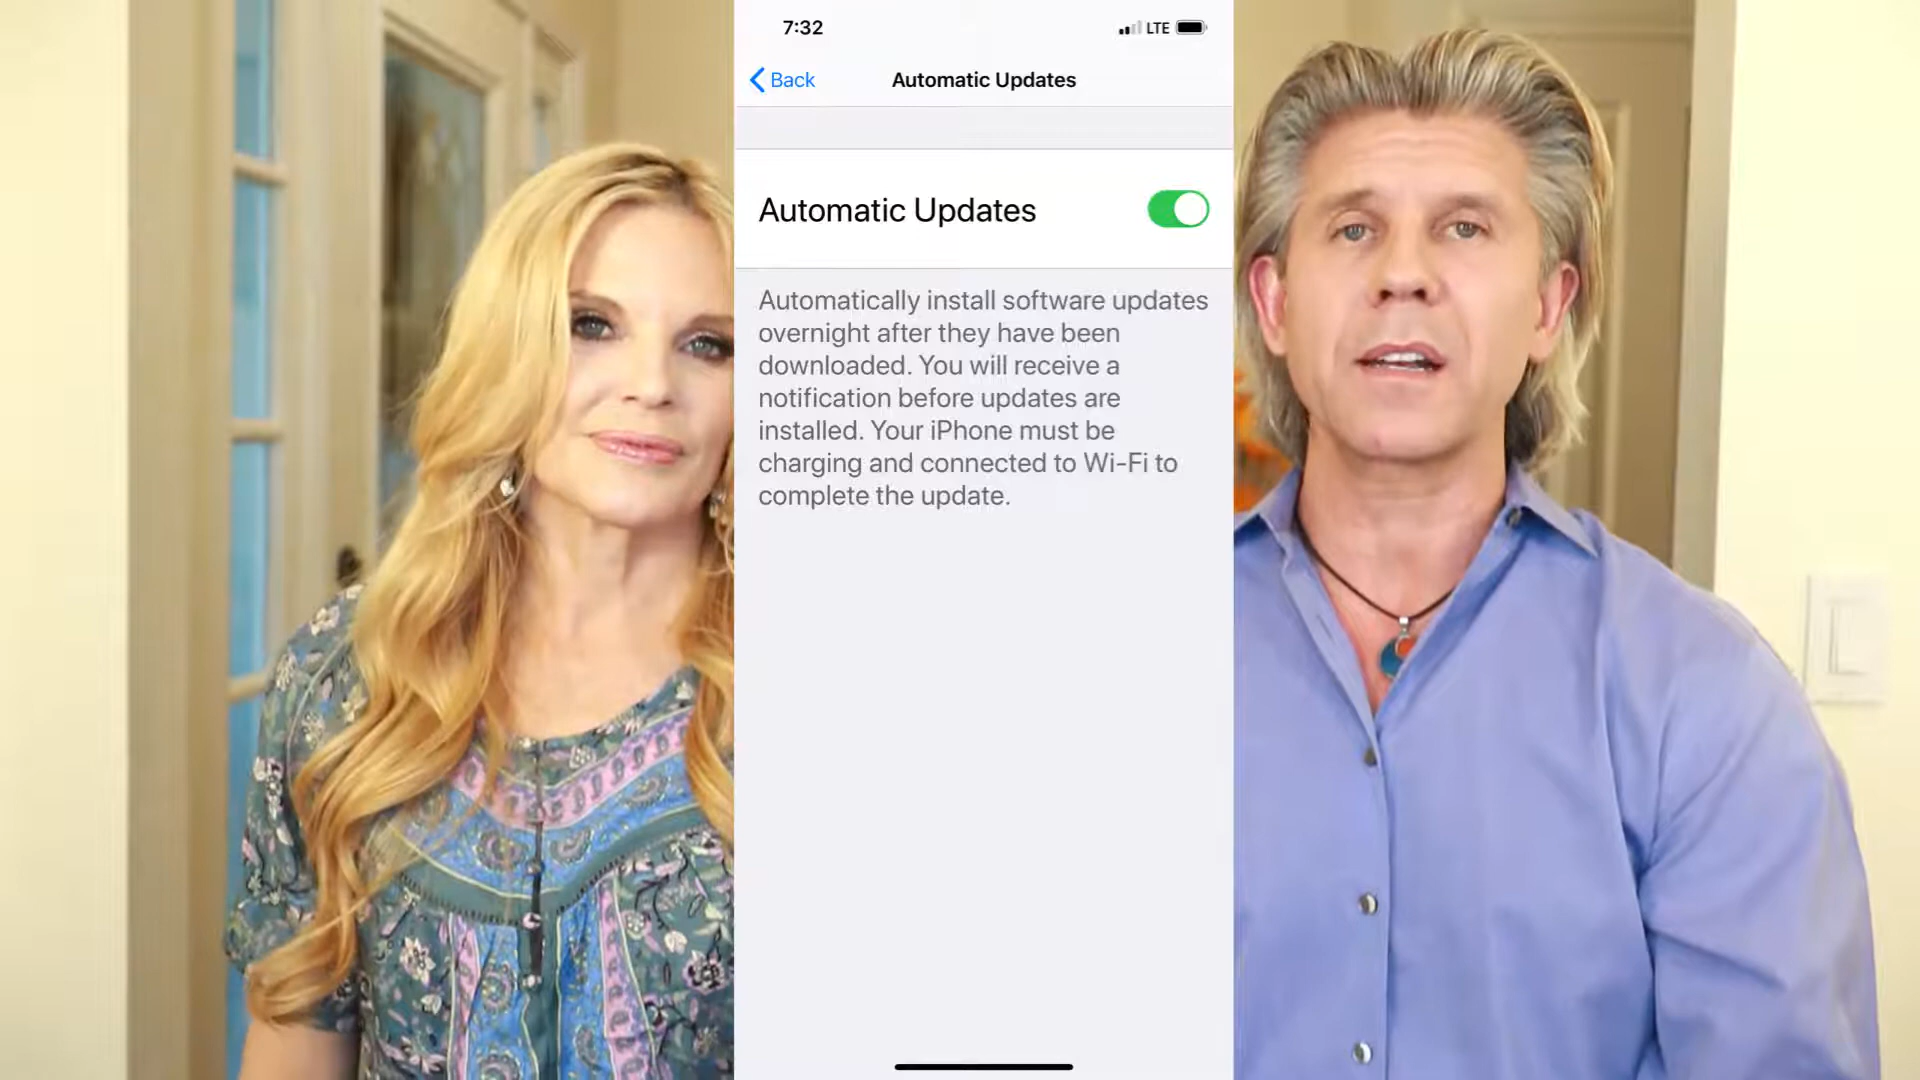 7:32
LTE
Back
Automatic Updates
Automatic Updates
Automatically install software updates
overnight after they have been
downloaded. You will receive a
notification before updates are
installed. Your iPhone must be
charging and connected to Wi-Fi to
complete the update.